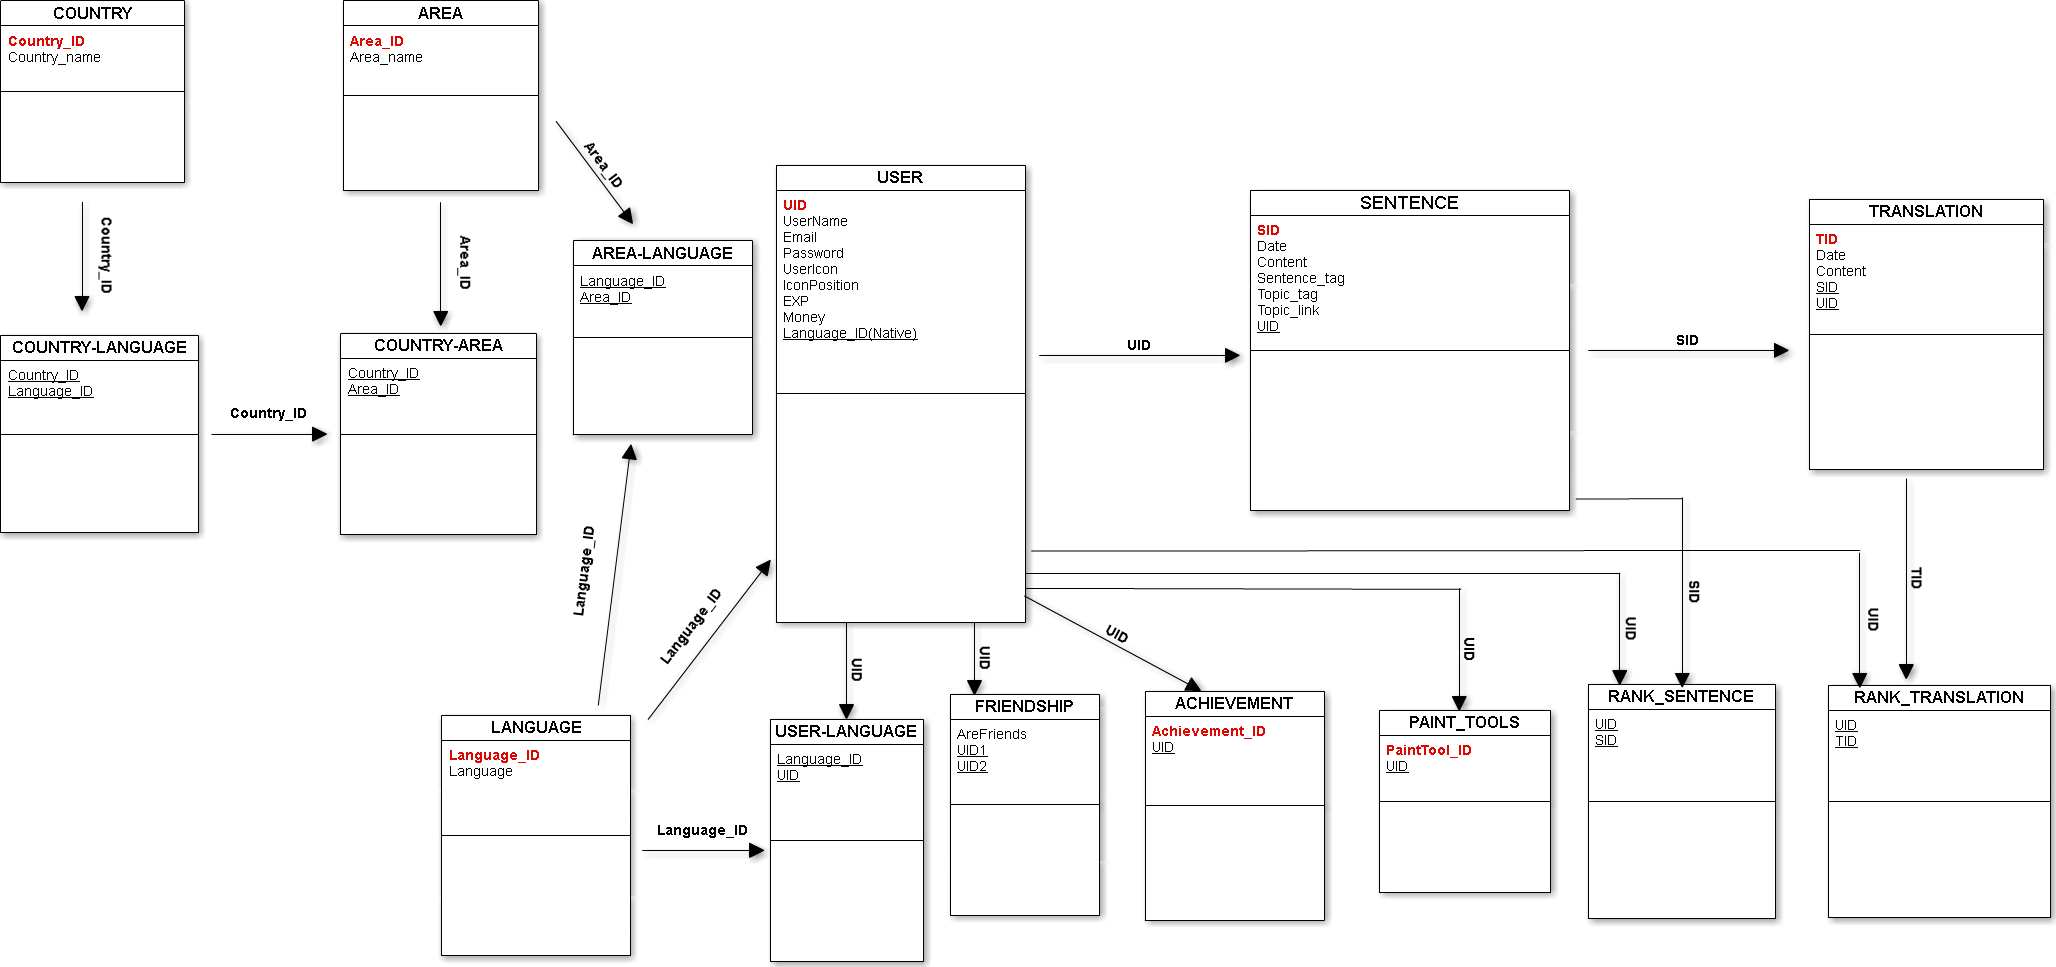 COUNTRY
Country_ID
Country_name
AREA
Area_ID
Area_name
Country_ID
Area_ID
Area_ID
COUNTRY-LANGUAGE
Country_ID
Language_ID
Country_ID
COUNTRY-AREA
Country_ID
Area_ID
AREA-LANGUAGE
Language_ID
Area_ID
USER
UID
UserName
Email
Password
UserIcon
IconPosition
EXP
Money
Language_ID(Native)
UID
SENTENCE
SID
Date
Content
Sentence_tag
Topic_tag
Topic_link
UID
SID
TRANSLATION
TID
Date
Content
SID
UID
Language_ID
Language_ID
UID
UID
UID
UID
UID
SID
UID
TID
LANGUAGE
Language_ID
Language
Language_ID
USER-LANGUAGE
Language_ID
UID
FRIENDSHIP
AreFriends
UID1
UID2
ACHIEVEMENT
Achievement_ID
UID
PAINT_TOOLS
PaintTool_ID
UID
RANK_SENTENCE
UID
SID
RANK_TRANSLATION
UID
TID